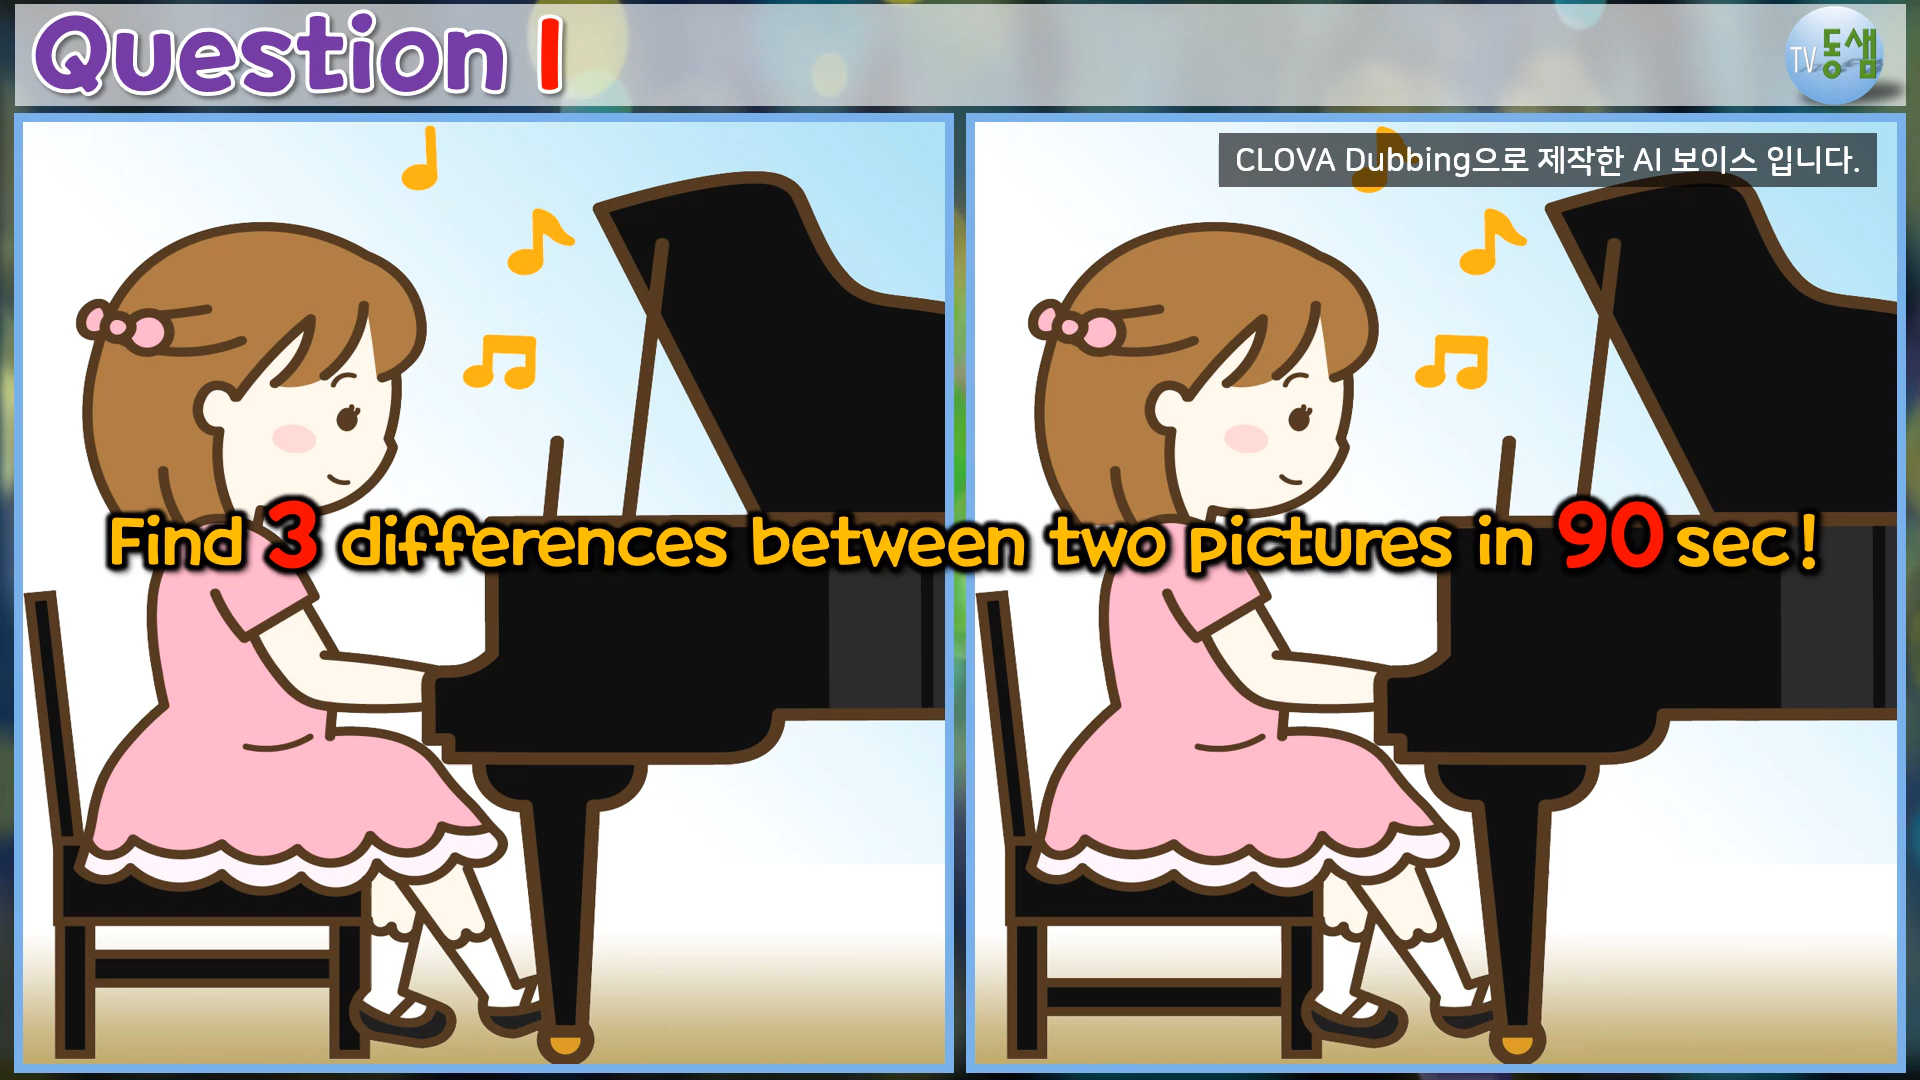 Question 1
TV 동샘
CLOVA Dubbing으로 제작한 AI 보이스 입니다.
Find 3 differences between two pictures in 90 sec!